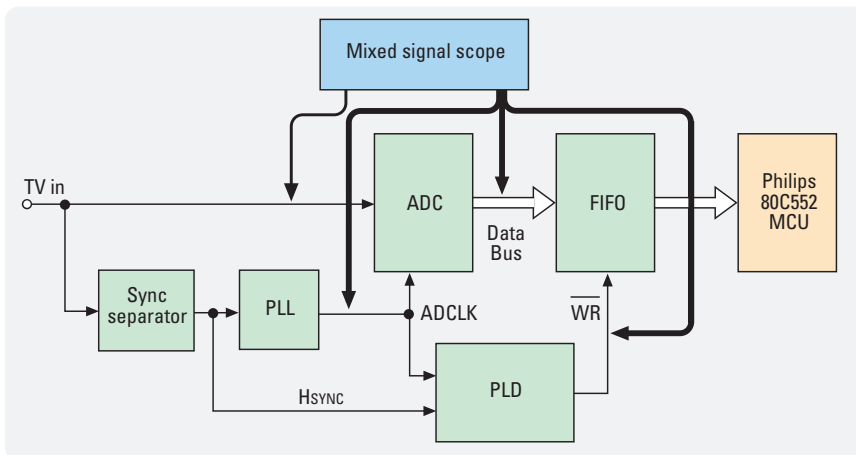 Mixed signal scope
TV in
ADC
Data
Bus
FIFO
Philips
80C552
MCU
Sync
separator
PLL
ADCLK
WR
HSYNC
PLD